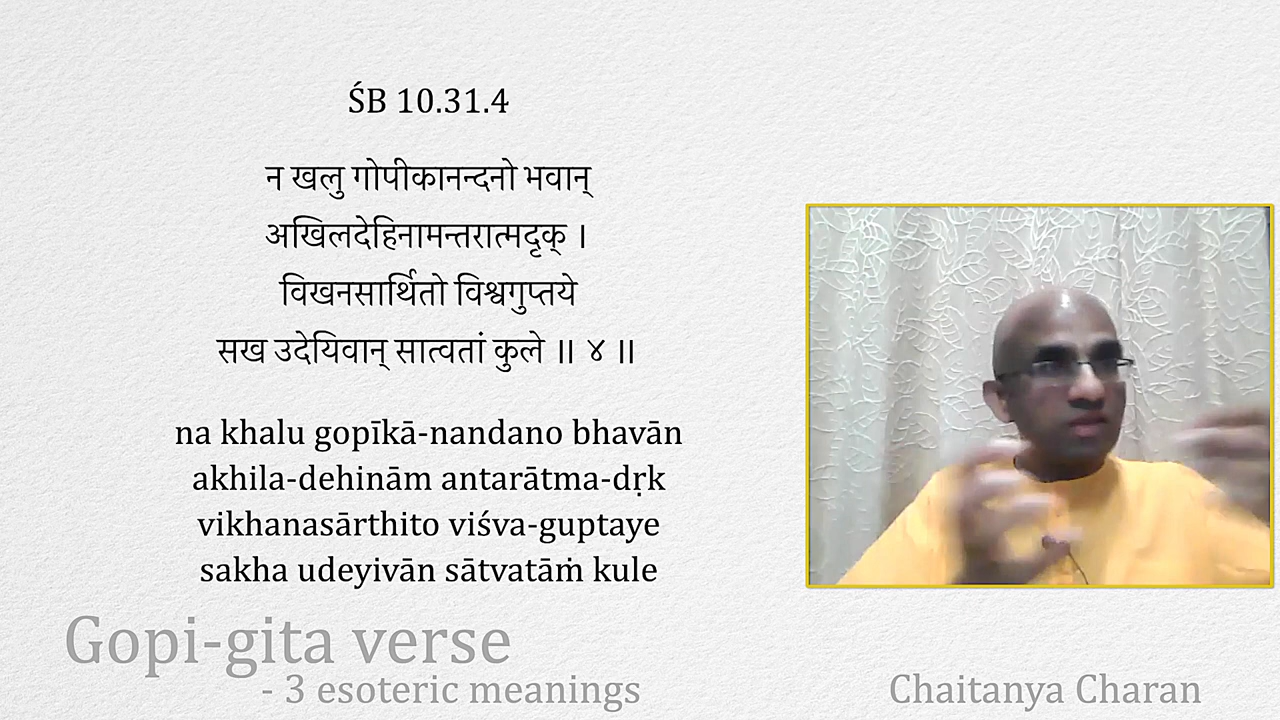 ŚB 10.31.4
न खलु गोपीकानन्दनो भवान्
अखिलदेहिनामन्तरात्मदृक् ।
विखनसार्थितो विश्वगुप्तये
सख उदेयिवान् सात्वतां कुले ॥ ४ ॥
na khalu gopīkā-nandano bhavān
akhila-dehinām antarātma-dṛk
vikhanasārthito viśva-guptaye
sakha udeyivān sātvatāṁ kule
Gopi-gita verse
- 3 esoteric meanings
Chaitanya Charan